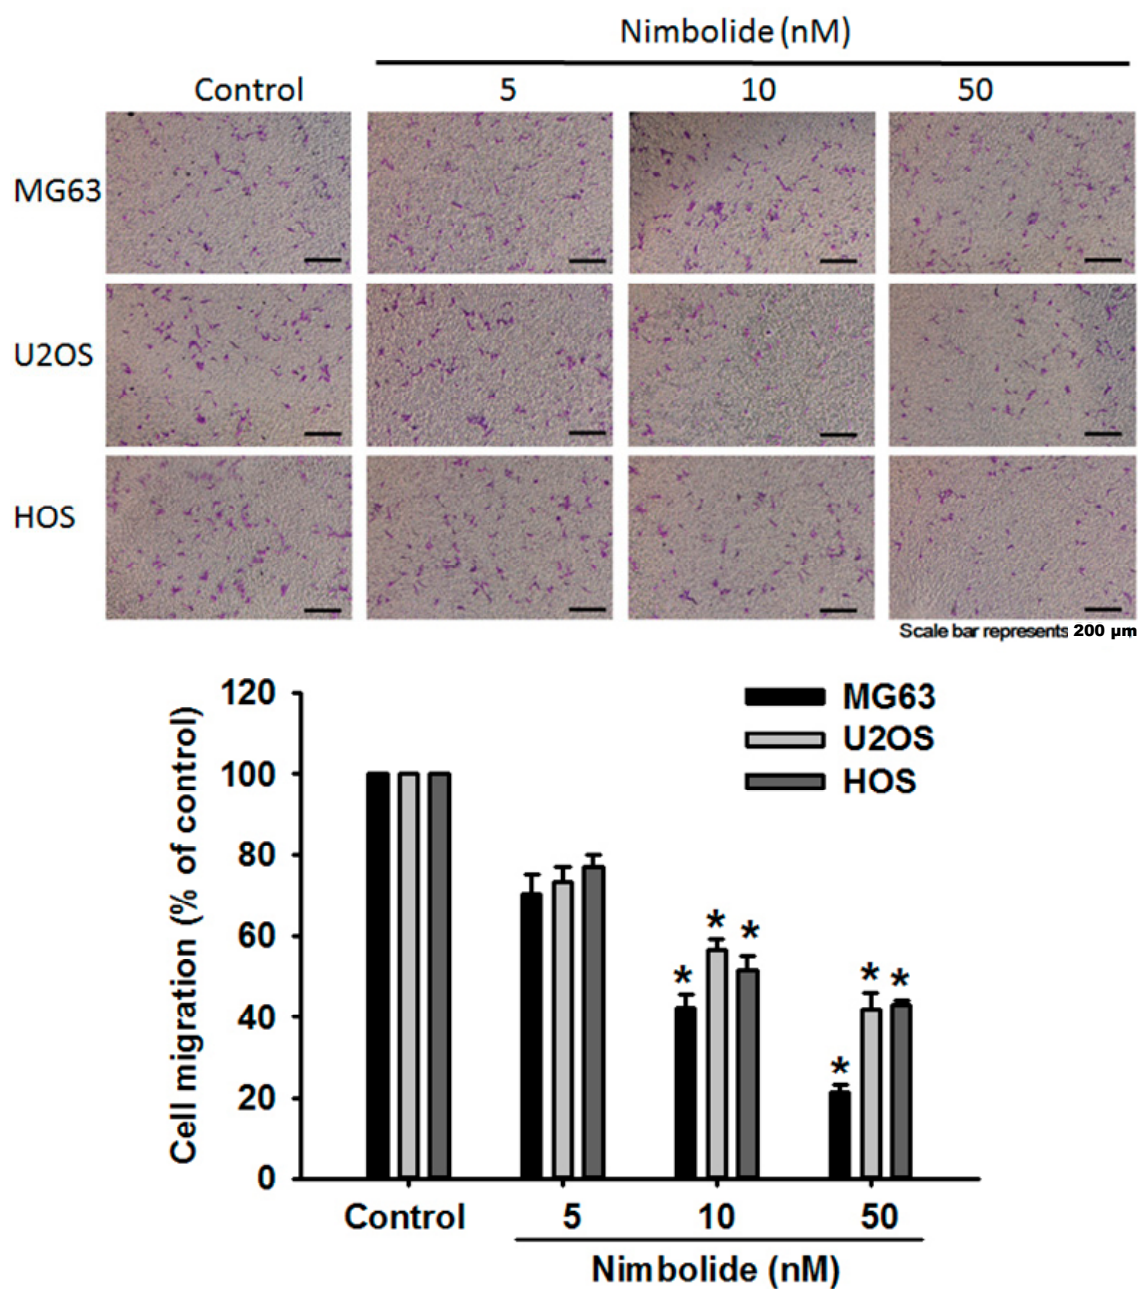 Nimbolide (nM)
Control 5 10 50
MG63
U2OS
HOS
Scale bar represents 200 µm
120
100
80
60
40
20
0
Cell migration (% of control)
MG63
U2OS
HOS
* * *
* * *
Control 5 10 50
Nimbolide (nM)